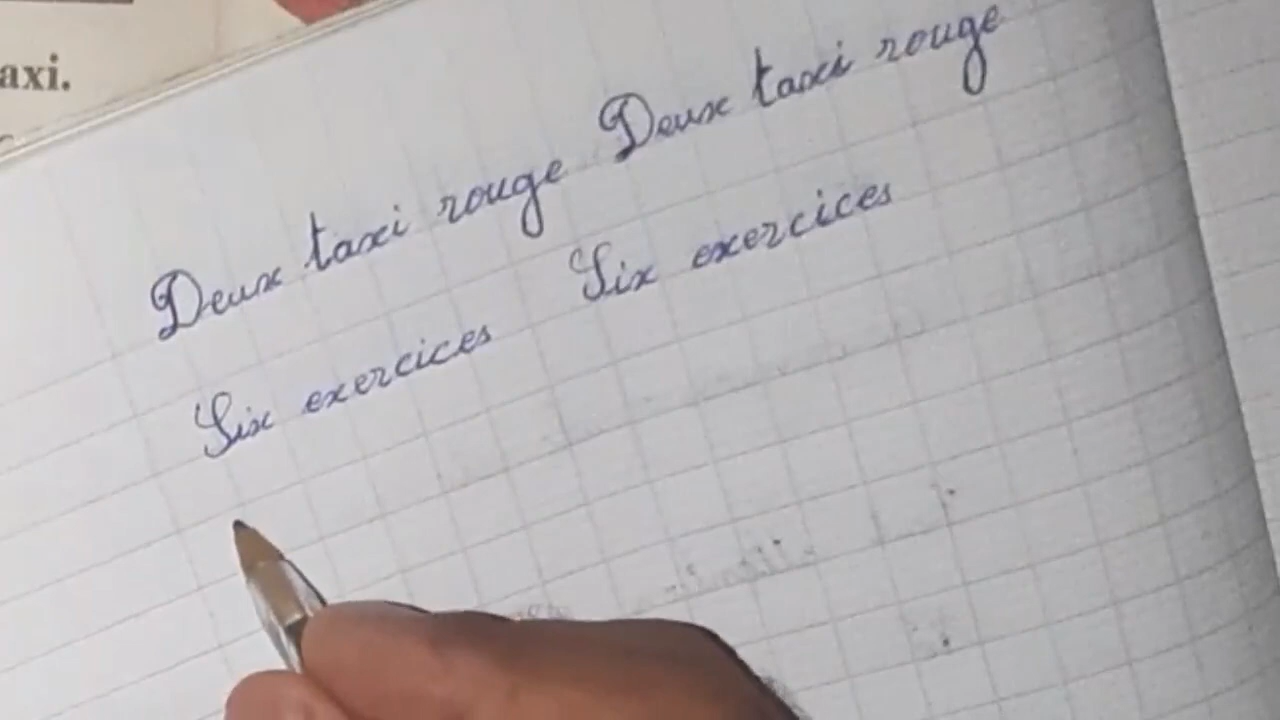 axi.
Deux taxi rouge Deux taxi rouge
Six exercices Six exercices